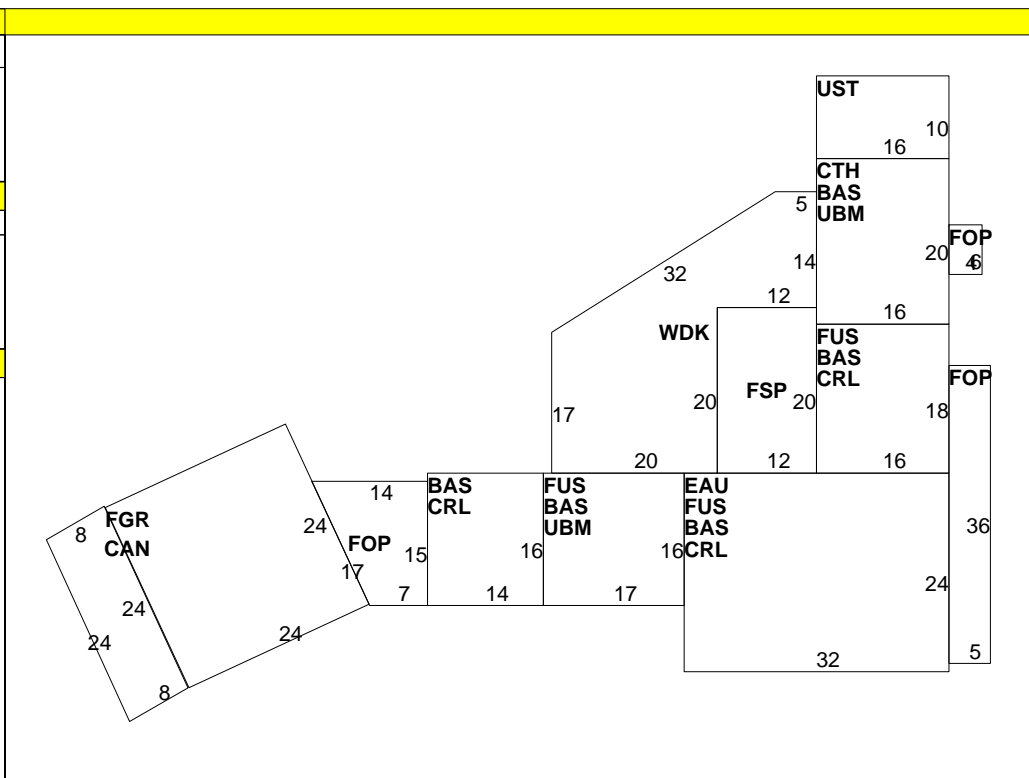 UST
10
16
CTH
BAS
UBM
5
FOP
20
4
6
14
32
12
16
WDK
FUS
BAS
CRL
FOP
FSP
20
20
18
17
20
12
16
BAS
CRL
FUS
BAS
UBM
EAU
FUS
BAS
CRL
14
FGR
CAN
8
24
FOP
15
16
16
36
17
24
7
14
17
24
24
24
32
5
8